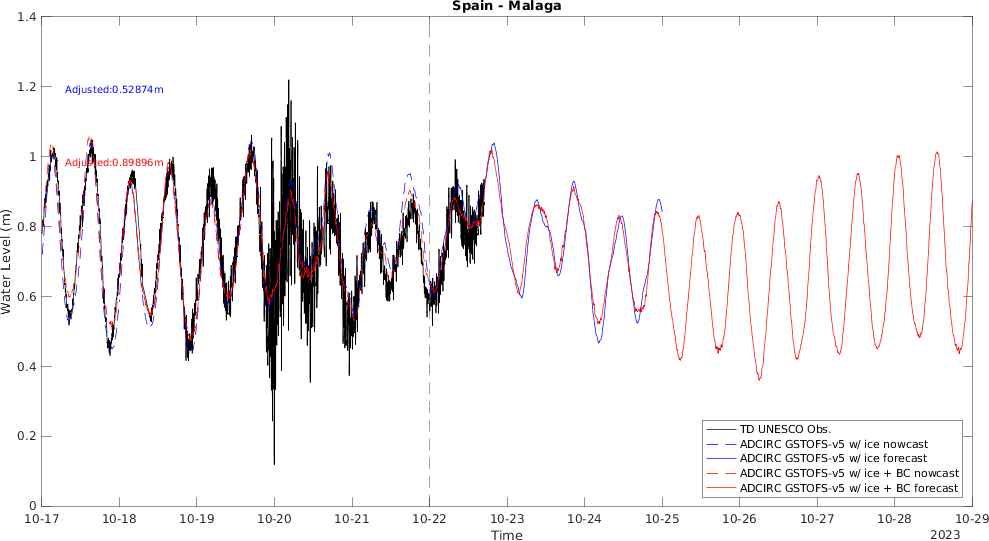 Spain - Malaga
1.4
1.2
1
0.8
0.6
0.4
0.2
0
Water Level (m)
Adjusted:0.52874m
Adjusted:0.89896m
TD UNESCO Obs.
ADCIRC GSTOFS-v5 w/ ice nowcast
ADCIRC GSTOFS-v5 w/ ice forecast
ADCIRC GSTOFS-v5 w/ ice + BC nowcast
ADCIRC GSTOFS-v5 w/ ice + BC forecast
10-17 10-18 10-19 10-20 10-21 10-22 10-23 10-24 10-25 10-26 10-27 10-28 10-29
Time
2023